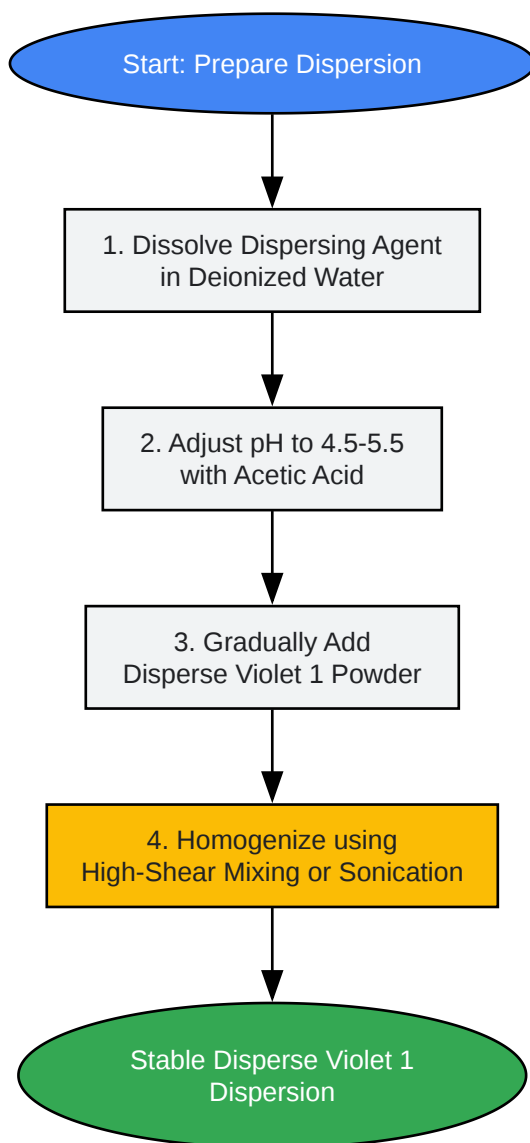 Start: Prepare Dispersion
1. Dissolve Dispersing Agent
in Deionized Water
2. Adjust pH to 4.5-5.5
with Acetic Acid
3. Gradually Add
Disperse Violet 1 Powder
4. Homogenize using
High-Shear Mixing or Sonication
Stable Disperse Violet 1
Dispersion